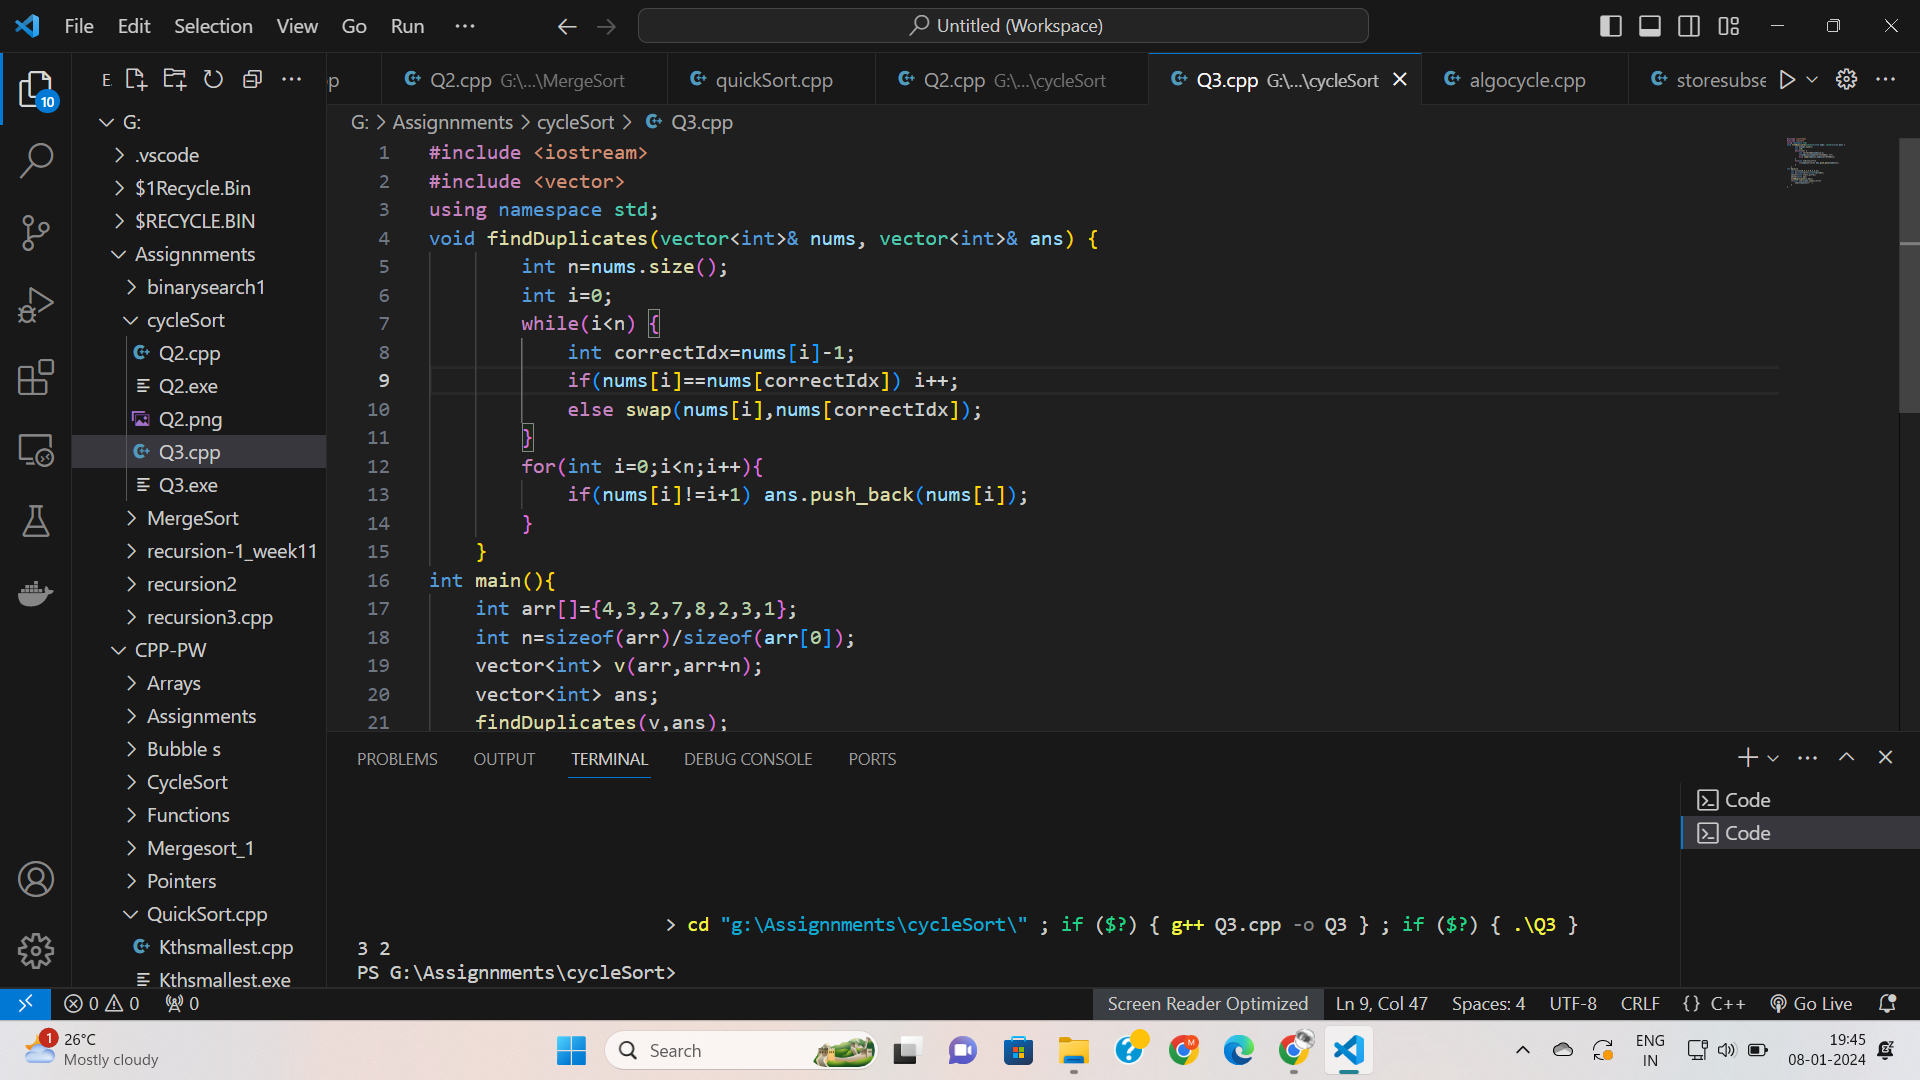 File Edit Selection View Go Run ··· Untitled (Workspace)
10
E
p Q2.cpp G:\...\MergeSort quickSort.cpp Q2.cpp G:\...\cycleSort Q3.cpp G:\...\cycleSort algocycle.cpp storesubse
G: > Assignnments > cycleSort > Q3.cpp
G:
.vscode
$1Recycle.Bin
$RECYCLE.BIN
Assignnments
binarysearch1
cycleSort
Q2.cpp
Q2.exe
Q2.png
Q3.cpp
Q3.exe
MergeSort
recursion-1_week11
recursion2
recursion3.cpp
CPP-PW
Arrays
Assignments
Bubble s
CycleSort
Functions
Mergesort_1
Pointers
QuickSort.cpp
Kthsmallest.cpp
Kthsmallest.exe
1 #include <iostream>
2 #include <vector>
3 using namespace std;
4 void findDuplicates(vector<int>& nums, vector<int>& ans) {
5 int n=nums.size();
6 int i=0;
7 while(i<n) {
8 int correctIdx=nums[i]-1;
9 if(nums[i]==nums[correctIdx]) i++;
10 else swap(nums[i],nums[correctIdx]);
11 }
12 for(int i=0;i<n;i++){
13 if(nums[i]!=i+1) ans.push_back(nums[i]);
14 }
15 }
16 int main(){
17 int arr[]={4,3,2,7,8,2,3,1};
18 int n=sizeof(arr)/sizeof(arr[0]);
19 vector<int> v(arr,arr+n);
20 vector<int> ans;
21 findDuplicates(v,ans);
PROBLEMS OUTPUT TERMINAL DEBUG CONSOLE PORTS
Code
Code
> cd "g:\Assignnments\cycleSort\" ; if ($?) { g++ Q3.cpp -o Q3 } ; if ($?) { .\Q3 }
3 2
PS G:\Assignnments\cycleSort>
0 0 0 Screen Reader Optimized Ln 9, Col 47 Spaces: 4 UTF-8 CRLF {} C++ Go Live
1 26°C
Mostly cloudy
Search
ENG
IN
19:45
08-01-2024